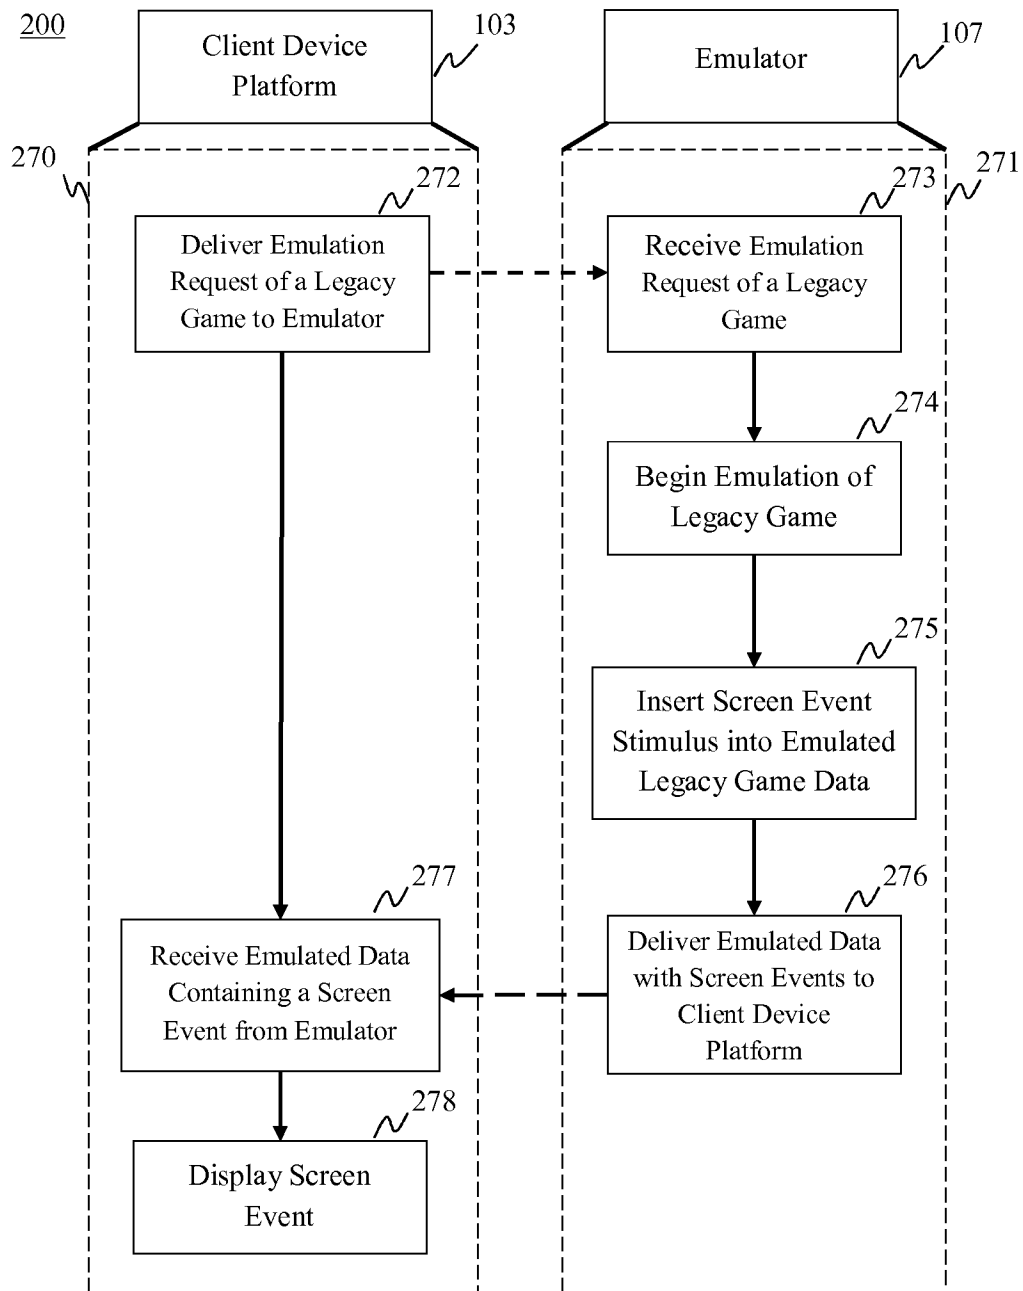 200
Client Device
Platform
103
Emulator
107
270
271
272
Deliver Emulation
Request of a Legacy
Game to Emulator
273
Receive Emulation
Request of a Legacy
Game
274
Begin Emulation of
Legacy Game
275
Insert Screen Event
Stimulus into Emulated
Legacy Game Data
276
Deliver Emulated Data
with Screen Events to
Client Device
Platform
277
Receive Emulated Data
Containing a Screen
Event from Emulator
278
Display Screen
Event